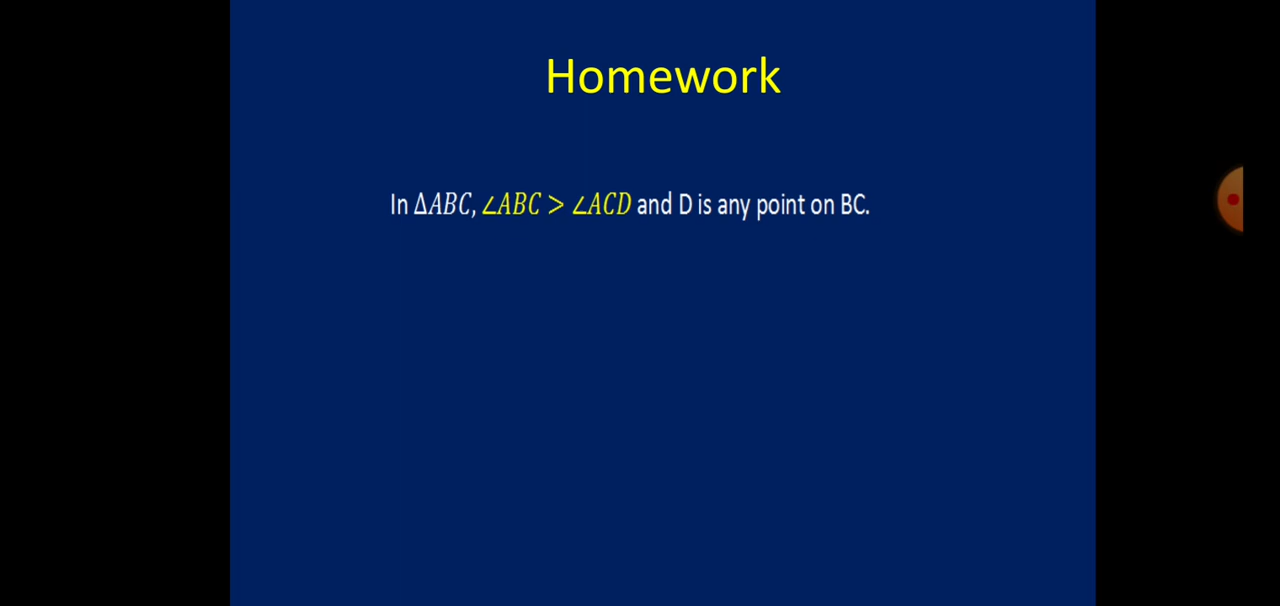 Homework
In ΔABC, ∠ABC > ∠ACD and D is any point on BC.